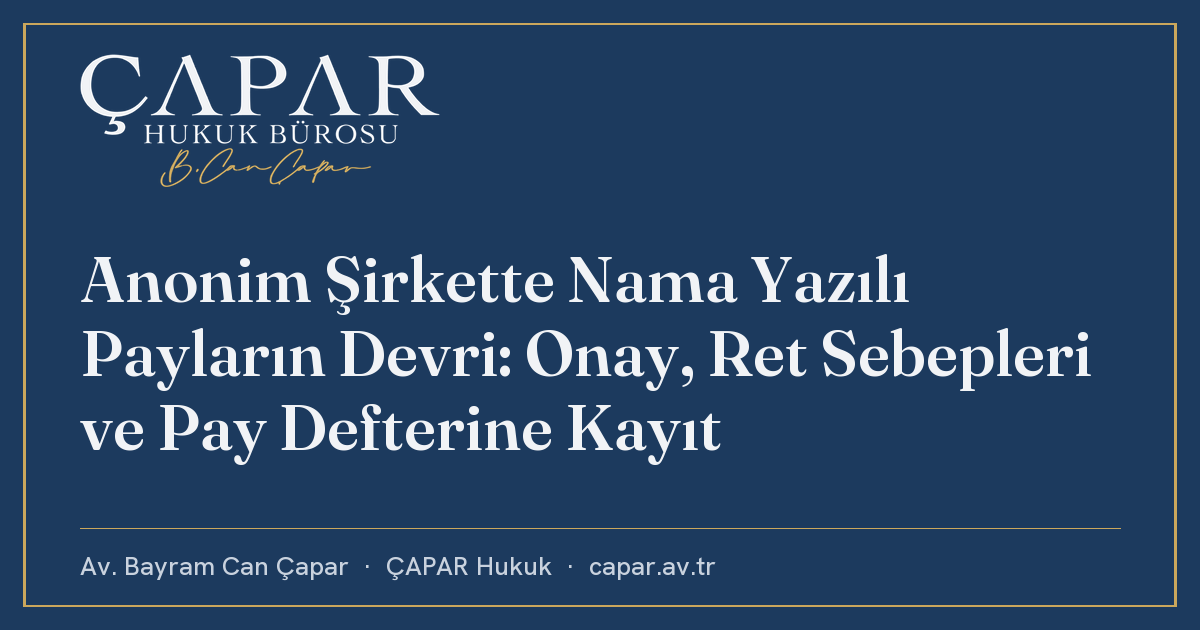 ÇAPAR
HUKUK BÜROSU
B.Can Çapar
Anonim Şirkette Nama Yazılı
Payların Devri: Onay, Ret Sebepleri
ve Pay Defterine Kayıt
Av. Bayram Can Çapar · ÇAPAR Hukuk · capar.av.tr